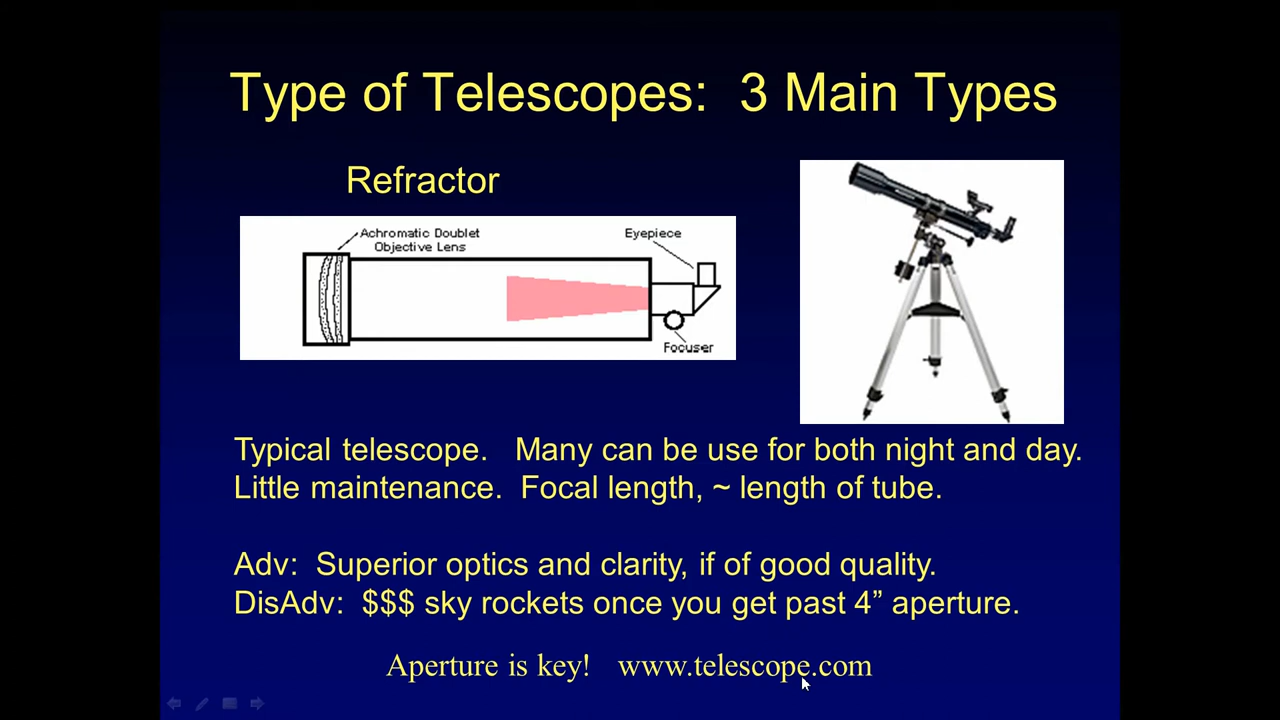 Type of Telescopes:  3 Main Types
Refractor
Achromatic Doublet
Objective Lens
Eyepiece
Focuser
Typical telescope.   Many can be use for both night and day.
Little maintenance.  Focal length, ~ length of tube.
Adv:  Superior optics and clarity, if of good quality.
DisAdv:  $$$ sky rockets once you get past 4” aperture.
Aperture is key!   www.telescope.com